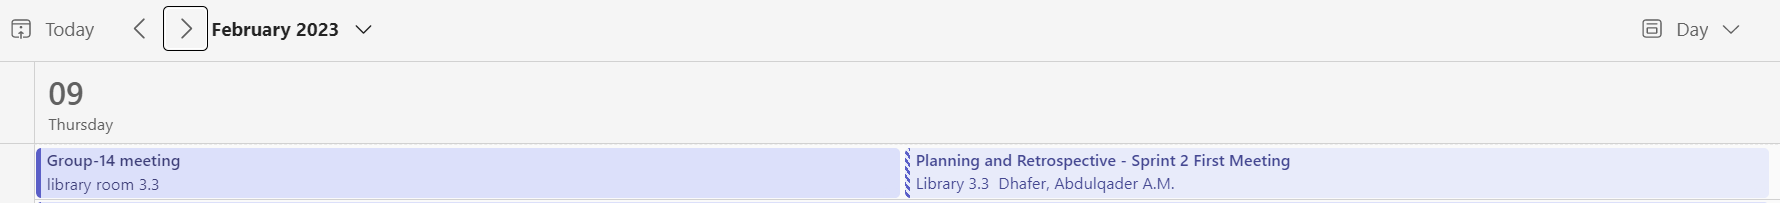 Today February 2023 Day
09
Thursday
Group-14 meeting
library room 3.3
Planning and Retrospective - Sprint 2 First Meeting
Library 3.3 Dhafer, Abdulqader A.M.